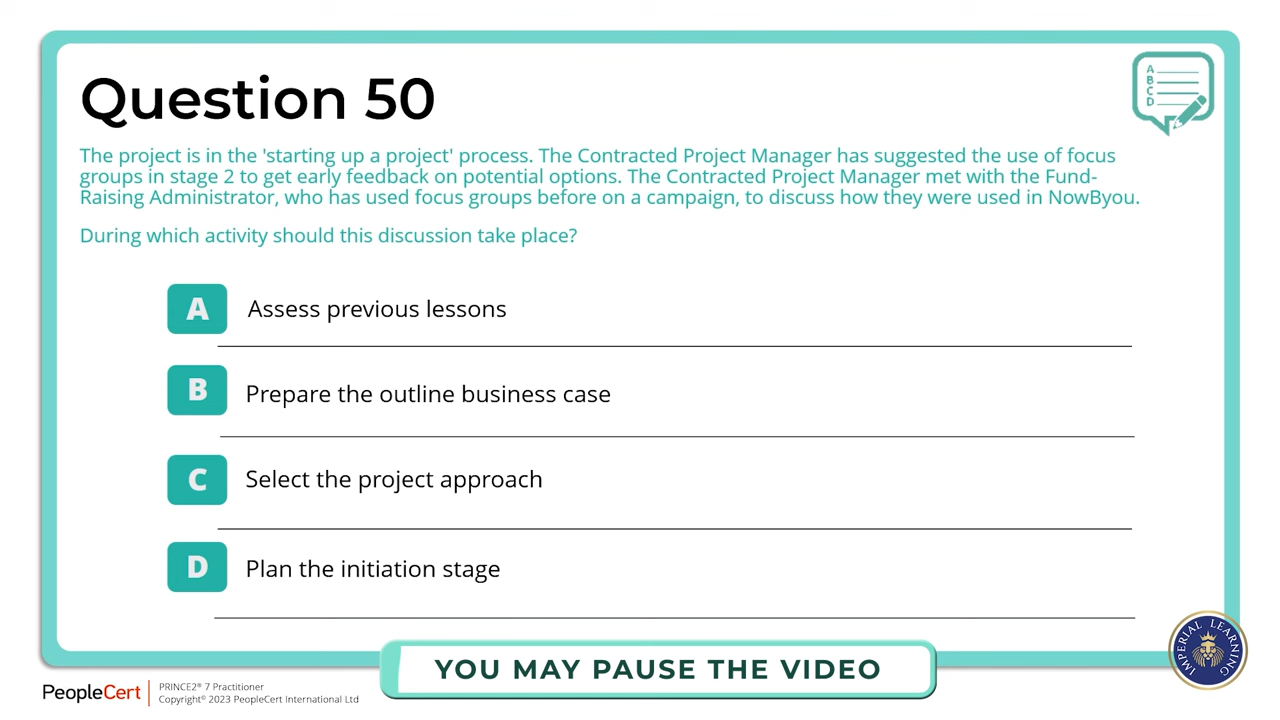 Question 50
A
B
C
D
The project is in the 'starting up a project' process. The Contracted Project Manager has suggested the use of focus
groups in stage 2 to get early feedback on potential options. The Contracted Project Manager met with the Fund-
Raising Administrator, who has used focus groups before on a campaign, to discuss how they were used in NowByou.
During which activity should this discussion take place?
A Assess previous lessons
B Prepare the outline business case
C Select the project approach
D Plan the initiation stage
YOU MAY PAUSE THE VIDEO
IMPERIAL LEARNING
PeopleCert
PRINCE2® 7 Practitioner
Copyright© 2023 PeopleCert International Ltd